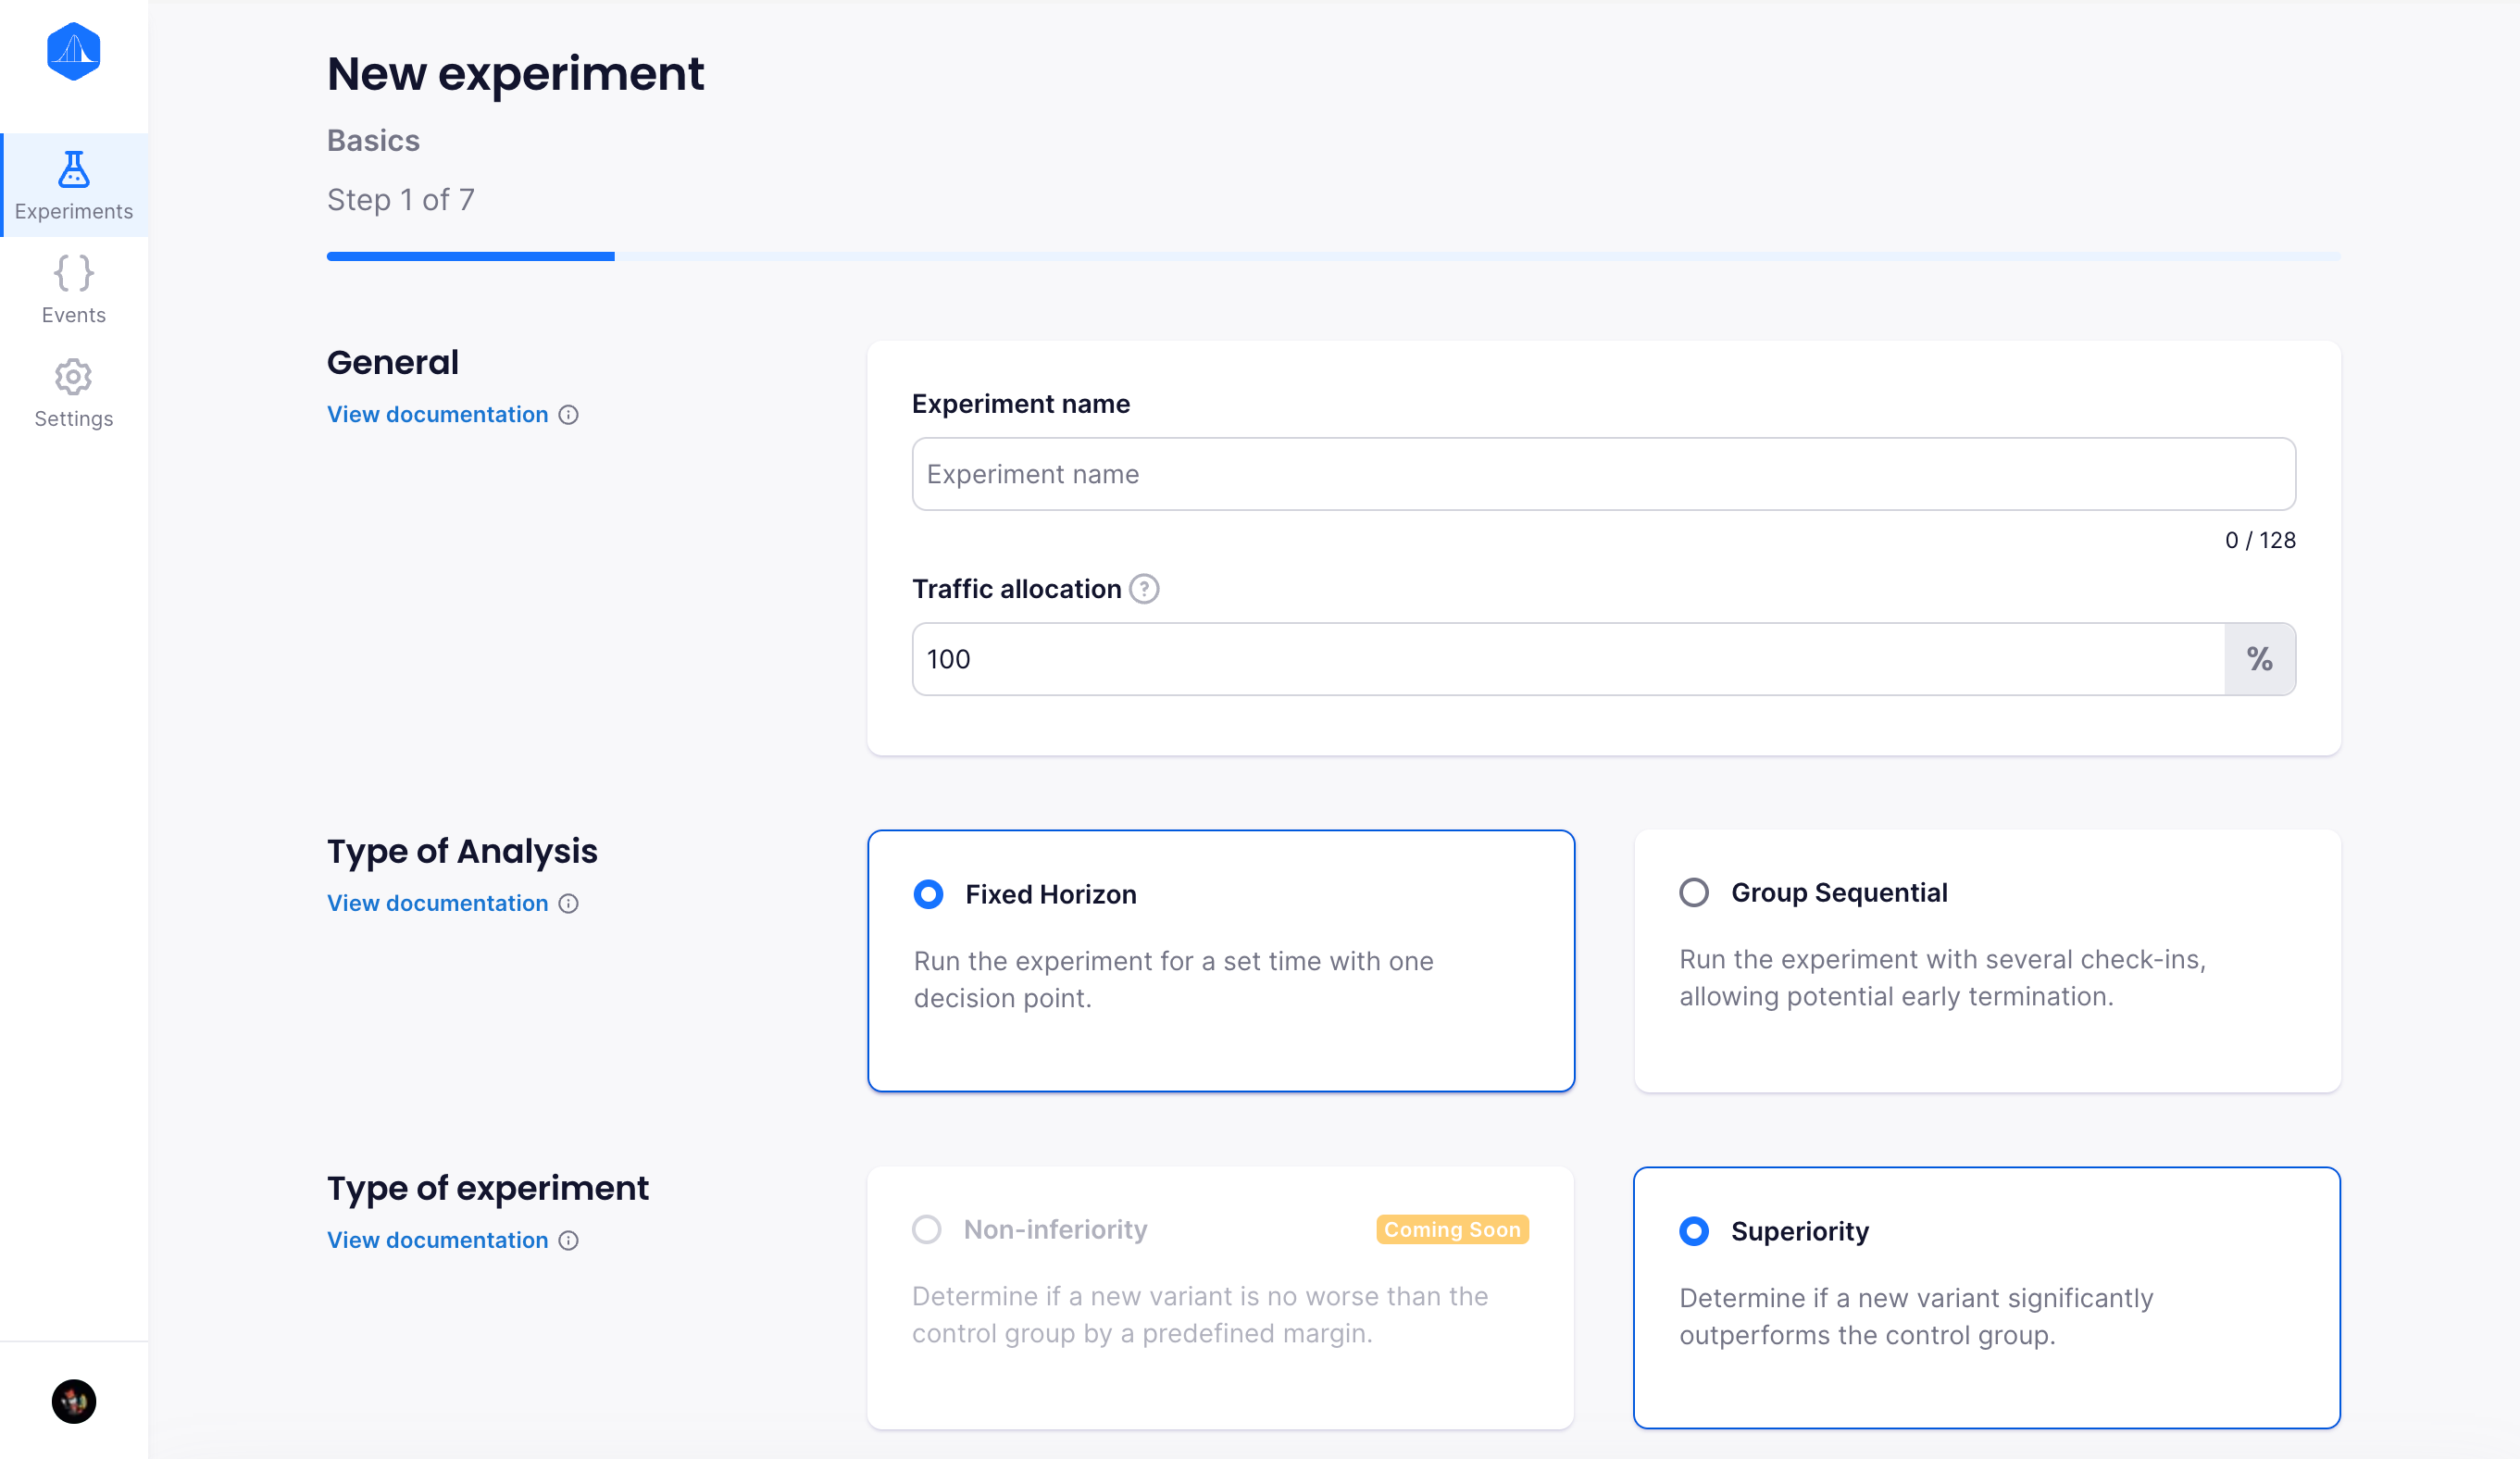 New experiment
Basics
Step 1 of 7
Experiments
Events
Settings
General
View documentation
Experiment name
Experiment name
0 / 128
Traffic allocation ?
100
%
Type of Analysis
View documentation
Fixed Horizon
Run the experiment for a set time with one
decision point.
Group Sequential
Run the experiment with several check-ins,
allowing potential early termination.
Type of experiment
View documentation
Non-inferiority
Coming Soon
Determine if a new variant is no worse than the
control group by a predefined margin.
Superiority
Determine if a new variant significantly
outperforms the control group.